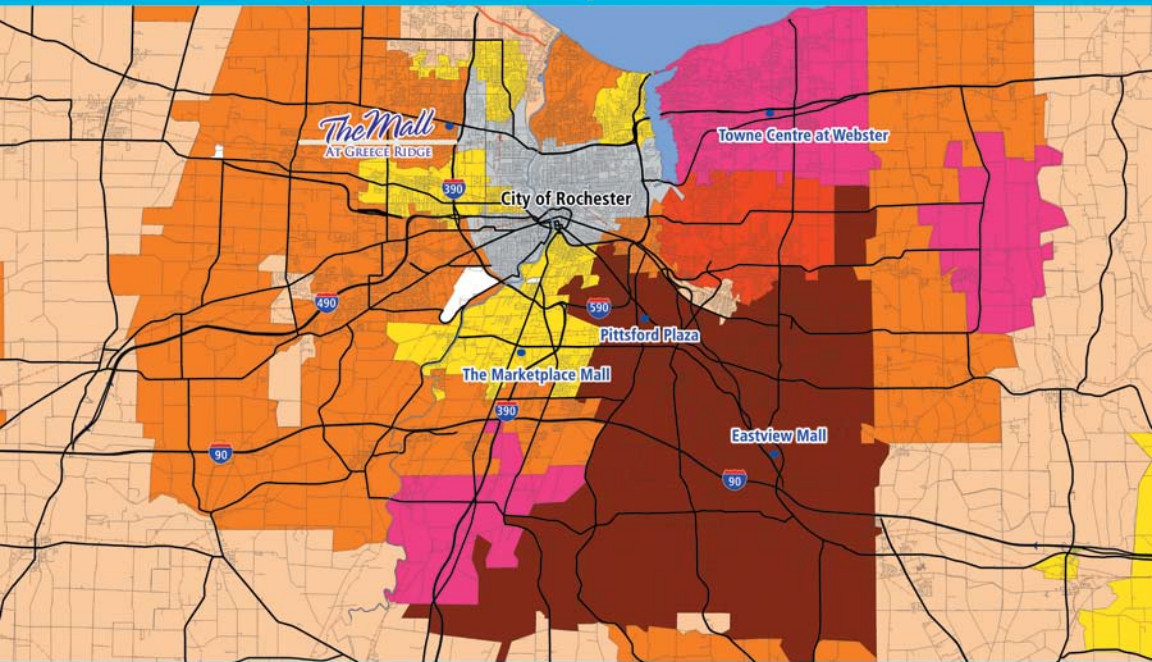 The Mall
AT GREECE RIDGE
Towne Centre at Webster
390
City of Rochester
490
590
Pittsford Plaza
The Marketplace Mall
390
Eastview Mall
90
90